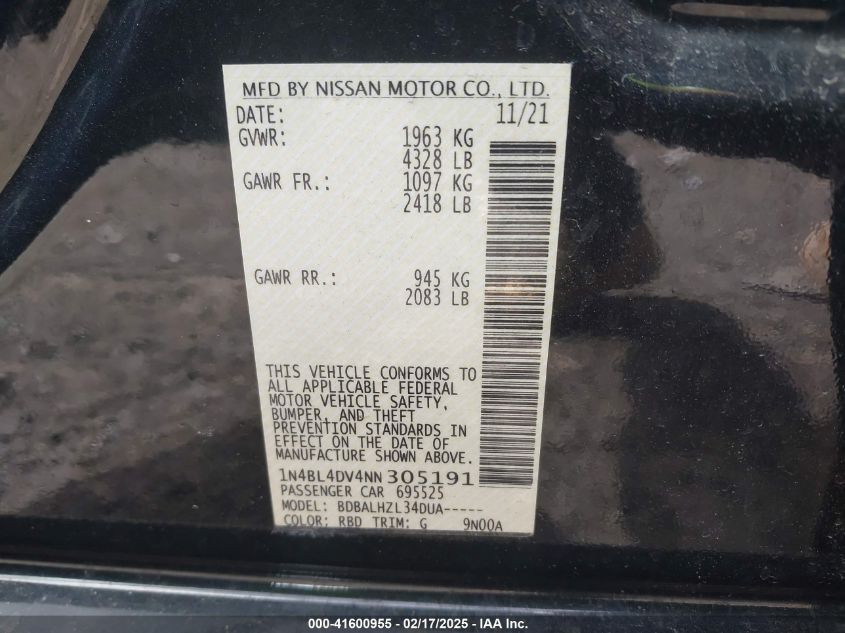 MFD BY NISSAN MOTOR CO., LTD.
DATE: 11/21
GVWR: 1963 KG
4328 LB
GAWR FR.: 1097 KG
2418 LB
GAWR RR.: 945 KG
2083 LB
THIS VEHICLE CONFORMS TO
ALL APPLICABLE FEDERAL
MOTOR VEHICLE SAFETY,
BUMPER, AND THEFT
PREVENTION STANDARDS IN
EFFECT ON THE DATE OF
MANUFACTURE SHOWN ABOVE.
1N4BL4DV4NN305191
PASSENGER CAR 695525
MODEL: BDBALHZL34DUA-----
COLOR: RBD TRIM: G 9N00A
000-41600955 - 02/17/2025 - IAA Inc.